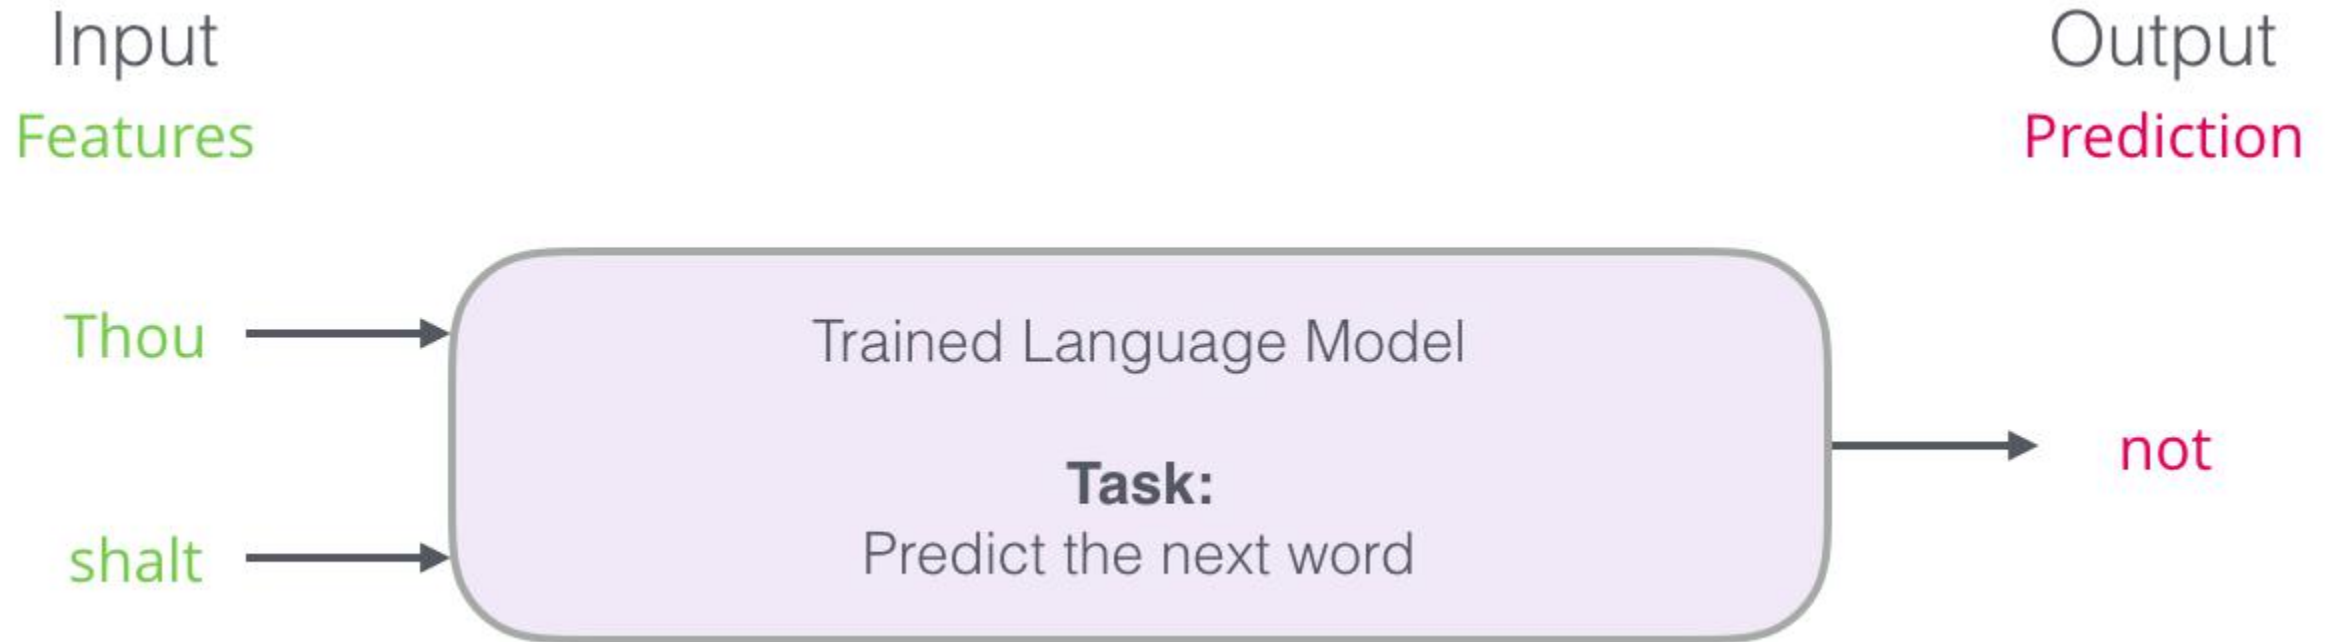 Input
Output
Features
Prediction
Thou
Trained Language Model
not
Task:
shalt
Predict the next word